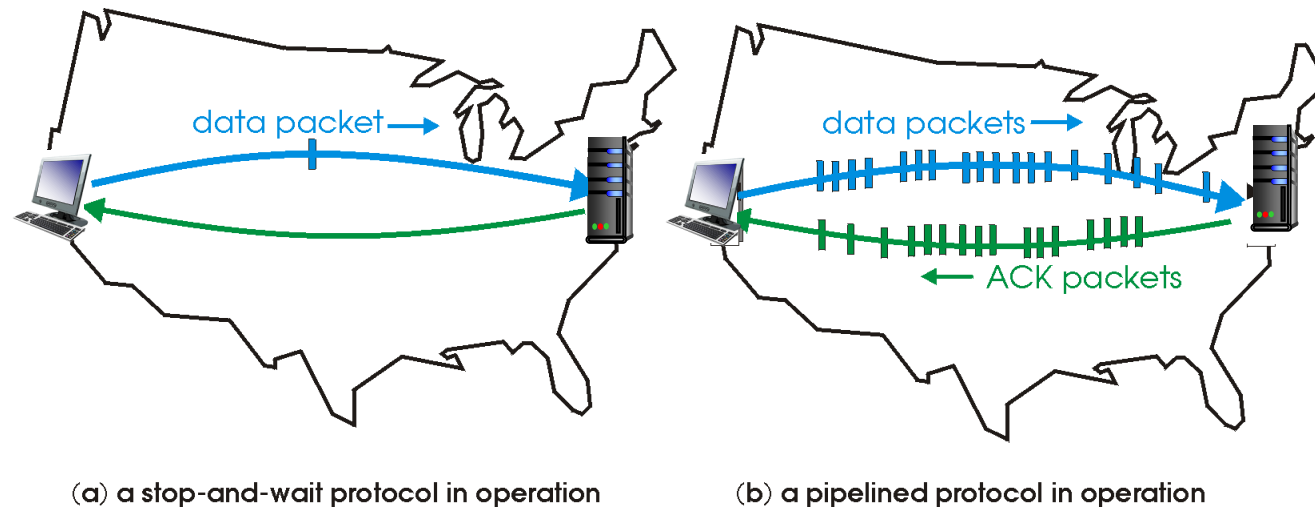 data packet
data packets
ACK packets
(a) a stop-and-wait protocol in operation
(b) a pipelined protocol in operation